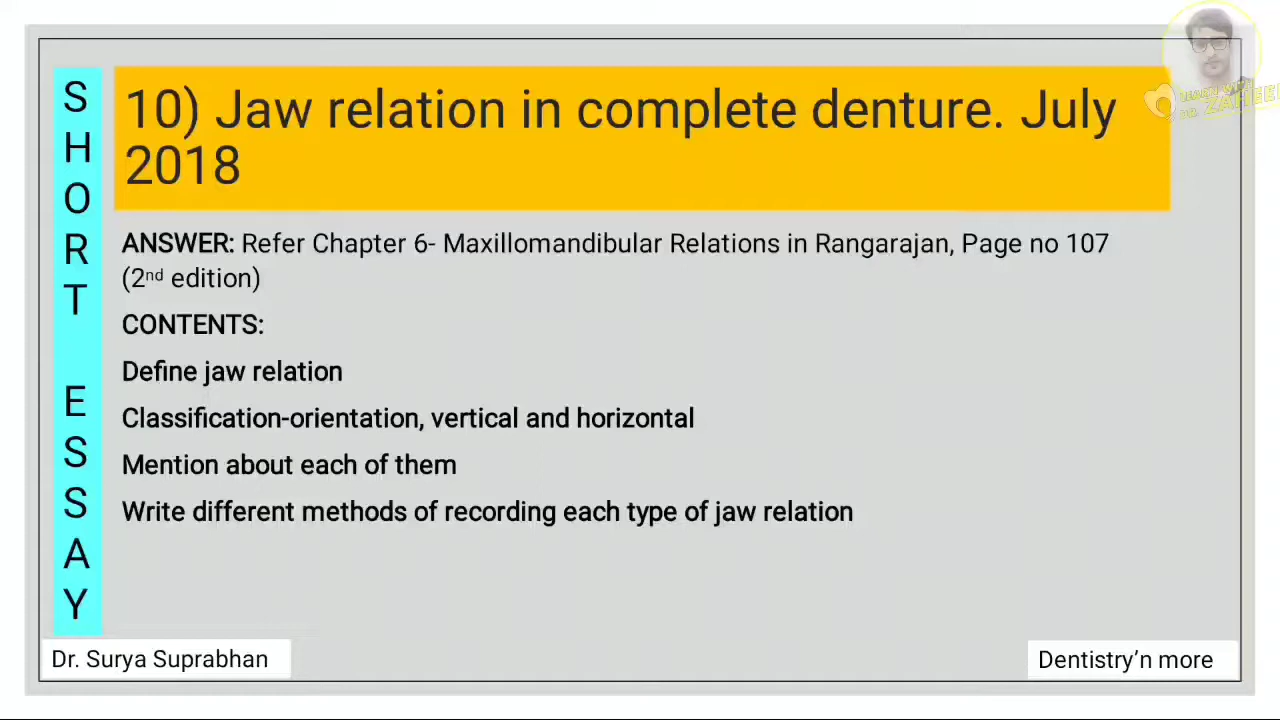 SHORT ESSAY
10) Jaw relation in complete denture. July
2018
ANSWER: Refer Chapter 6- Maxillomandibular Relations in Rangarajan, Page no 107
(2nd edition)
CONTENTS:
Define jaw relation
Classification-orientation, vertical and horizontal
Mention about each of them
Write different methods of recording each type of jaw relation
Dr. Surya Suprabhan
Dentistry’n more